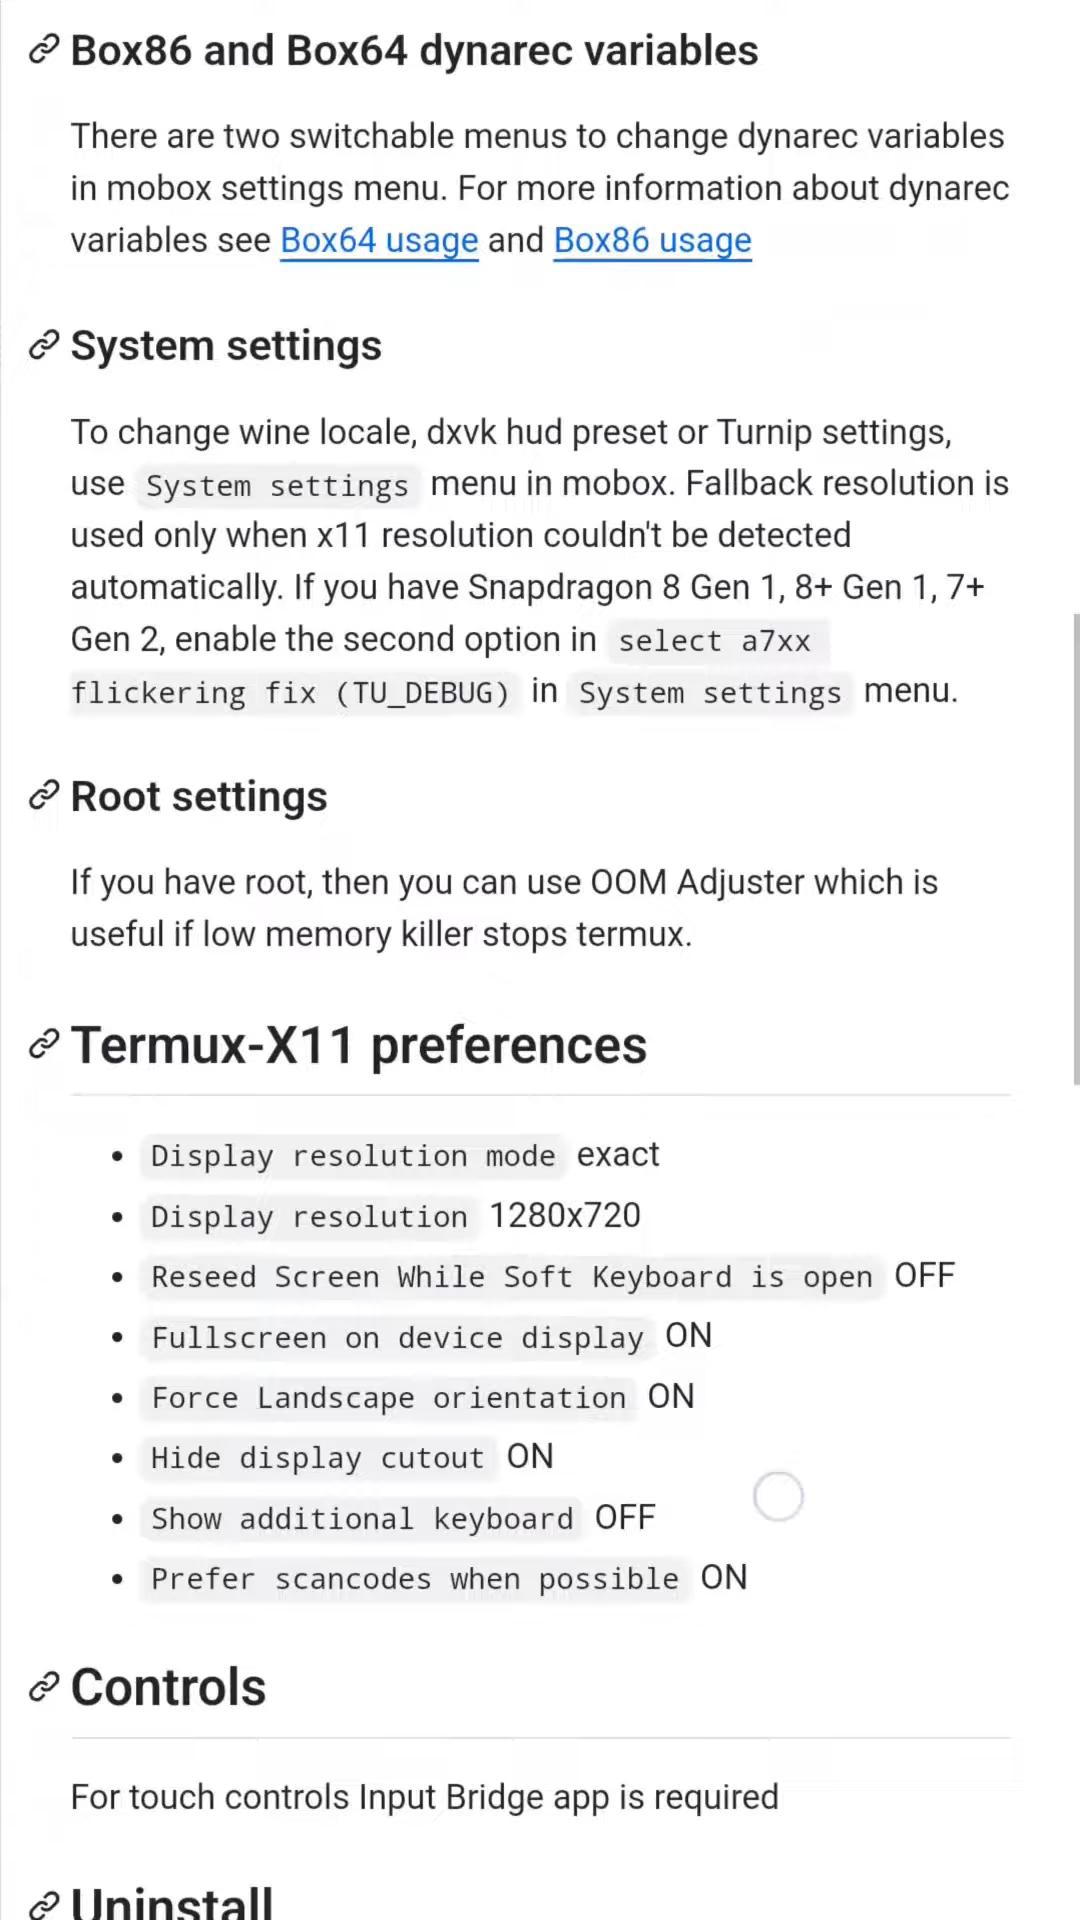 Box86 and Box64 dynarec variables
There are two switchable menus to change dynarec variables
in mobox settings menu. For more information about dynarec
variables see Box64 usage and Box86 usage
System settings
To change wine locale, dxvk hud preset or Turnip settings,
use System settings menu in mobox. Fallback resolution is
used only when x11 resolution couldn't be detected
automatically. If you have Snapdragon 8 Gen 1, 8+ Gen 1, 7+
Gen 2, enable the second option in select a7xx
flickering fix (TU_DEBUG) in System settings menu.
Root settings
If you have root, then you can use OOM Adjuster which is
useful if low memory killer stops termux.
Termux-X11 preferences
• Display resolution mode exact
• Display resolution 1280x720
• Reseed Screen While Soft Keyboard is open OFF
• Fullscreen on device display ON
• Force Landscape orientation ON
• Hide display cutout ON
• Show additional keyboard OFF
• Prefer scancodes when possible ON
Controls
For touch controls Input Bridge app is required
Uninstall